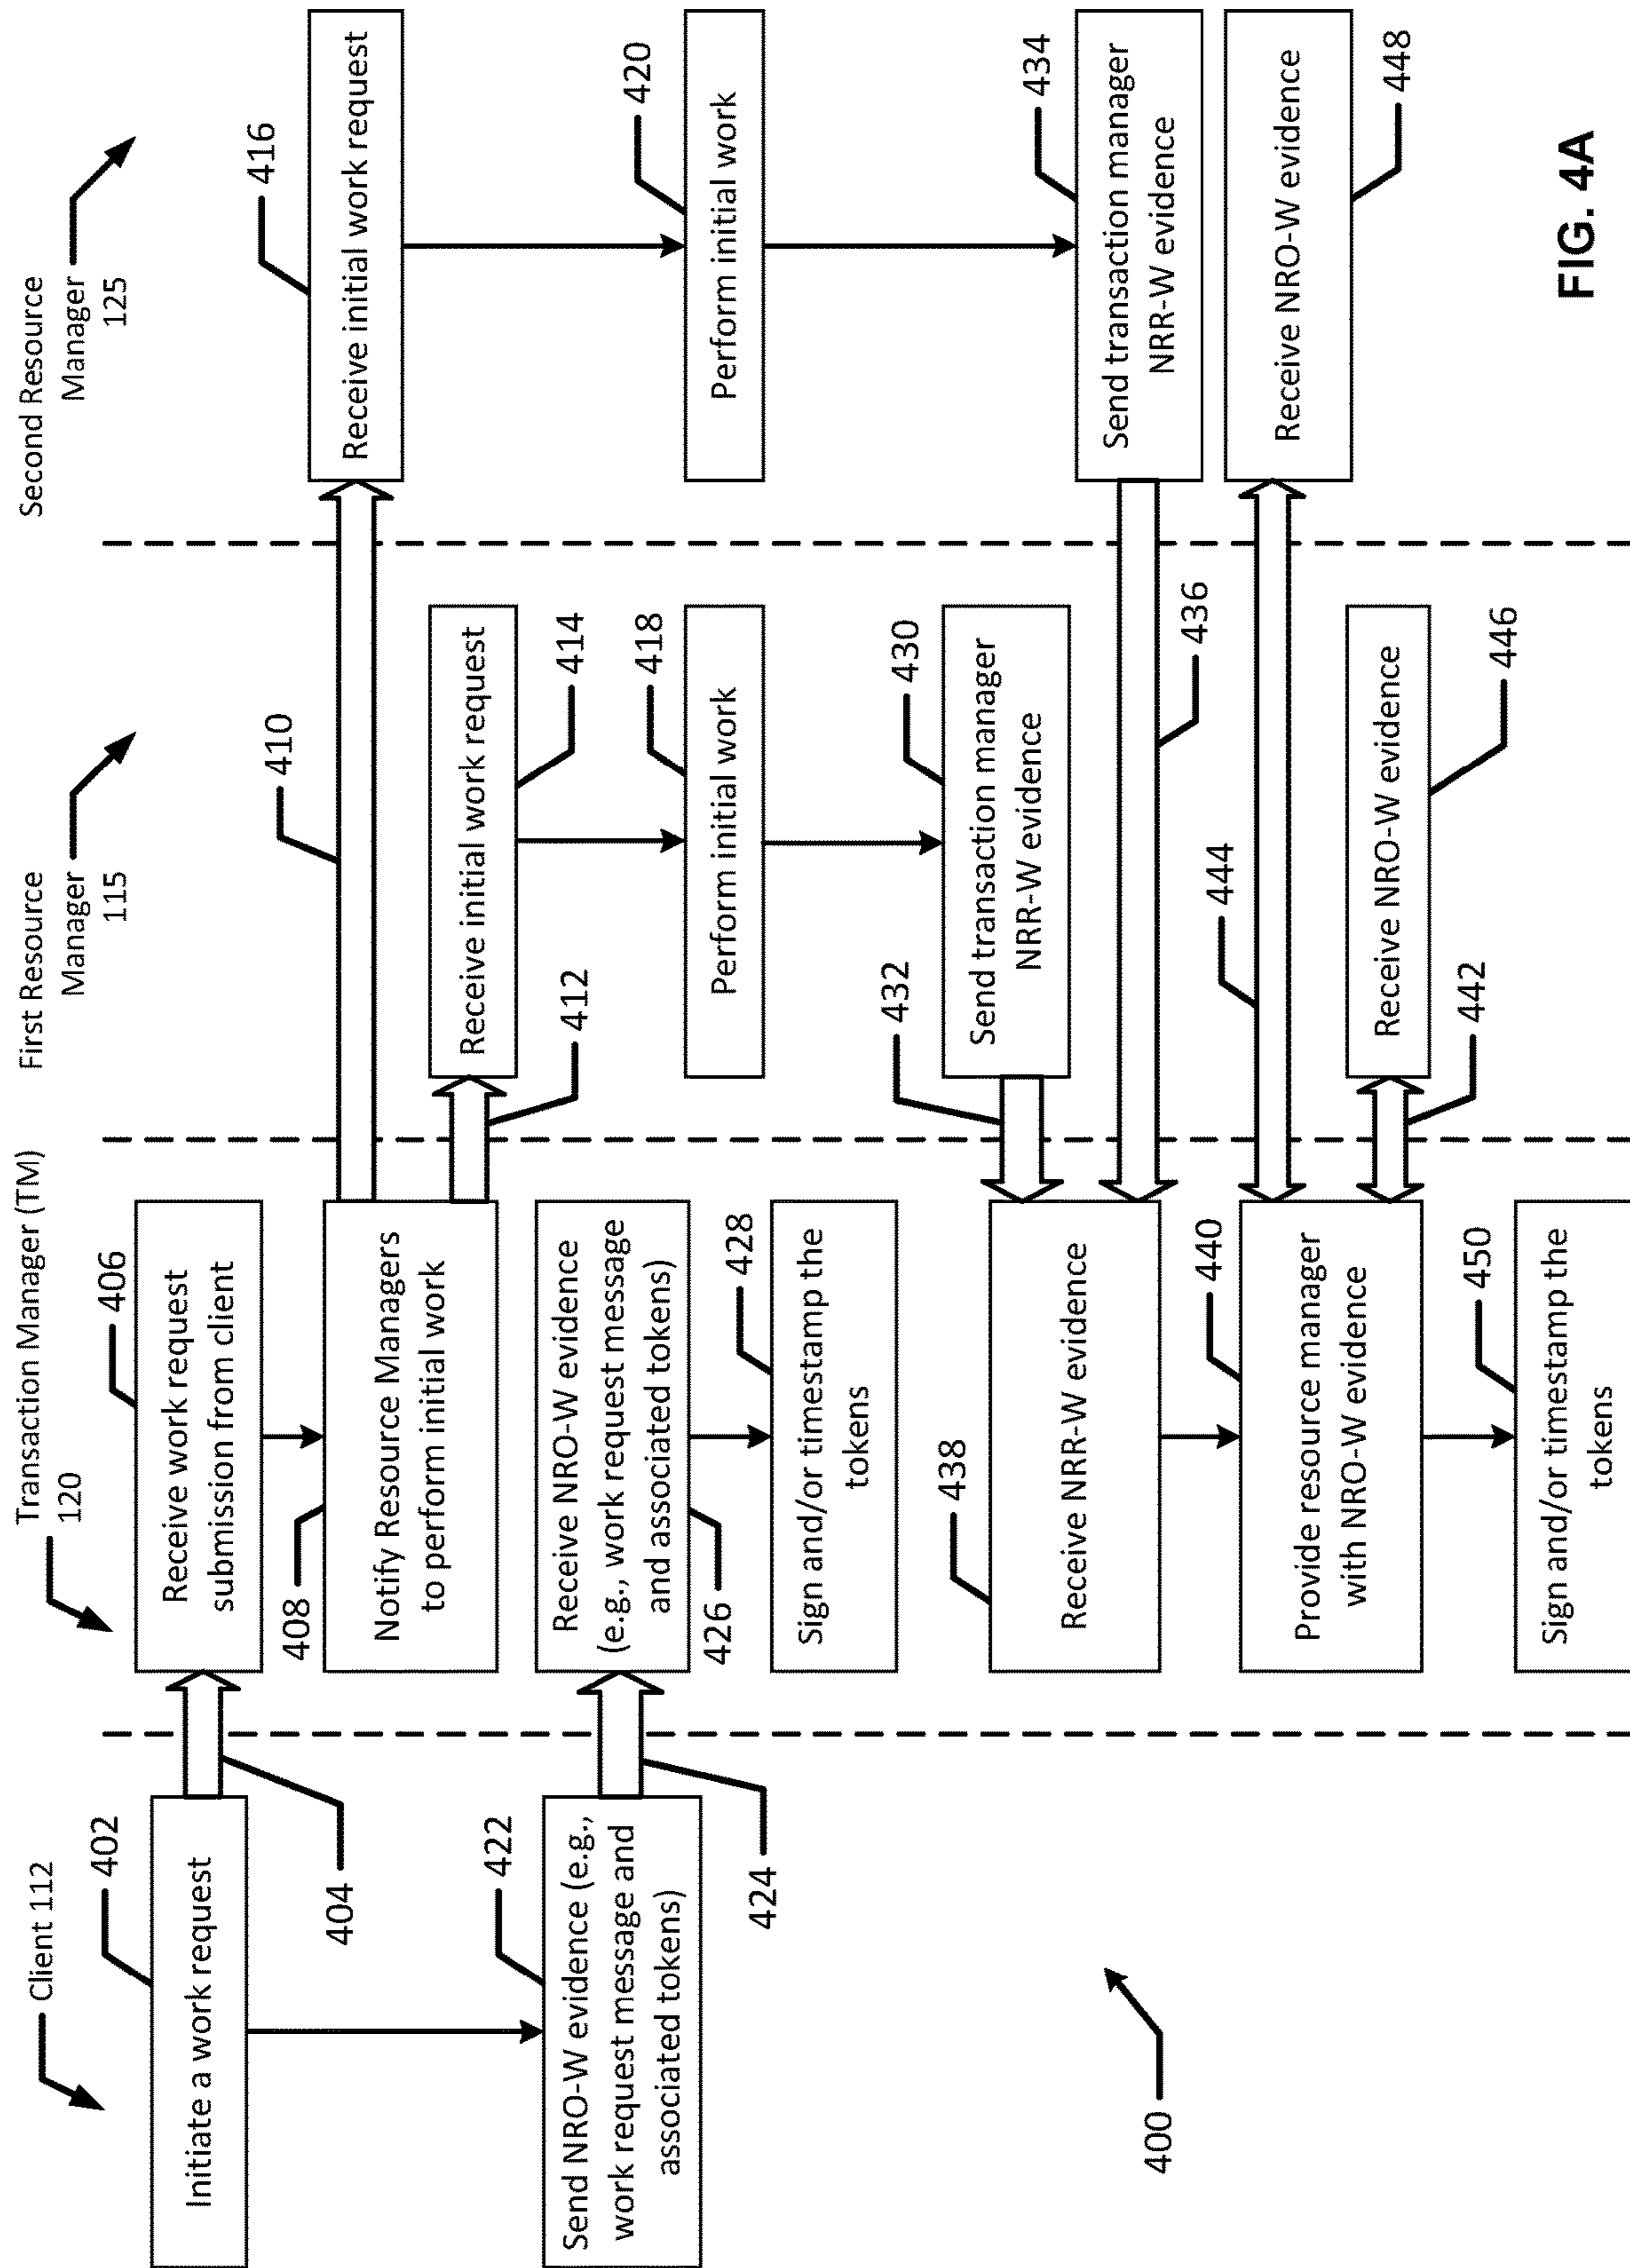 Client 112
Transaction Manager (TM)
120
First Resource
Manager
115
Second Resource
Manager
125
402
Initiate a work request
404
406
Receive work request
submission from client
408
Notify Resource Managers
to perform initial work
410
412
Receive initial work request
414
416
Receive initial work request
418
Perform initial work
420
Perform initial work
422
Send NRO-W evidence (e.g.,
work request message and
associated tokens)
424
Receive NRO-W evidence
(e.g., work request message
and associated tokens)
426
428
Sign and/or timestamp the
tokens
430
Send transaction manager
NRR-W evidence
432
434
Send transaction manager
NRR-W evidence
436
438
Receive NRR-W evidence
440
Provide resource manager
with NRO-W evidence
442
444
Receive NRO-W evidence
446
Receive NRO-W evidence
448
450
Sign and/or timestamp the
tokens
400
FIG. 4A